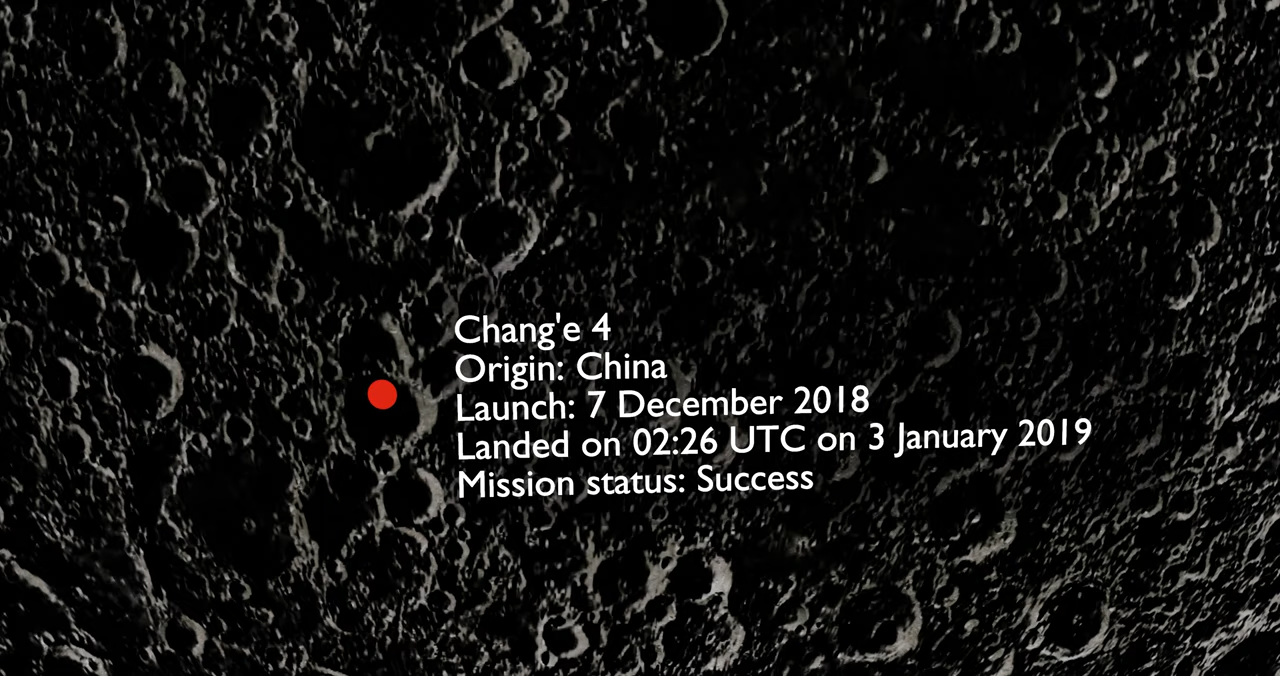 Chang'e 4
Origin: China
Launch: 7 December 2018
Landed on 02:26 UTC on 3 January 2019
Mission status: Success